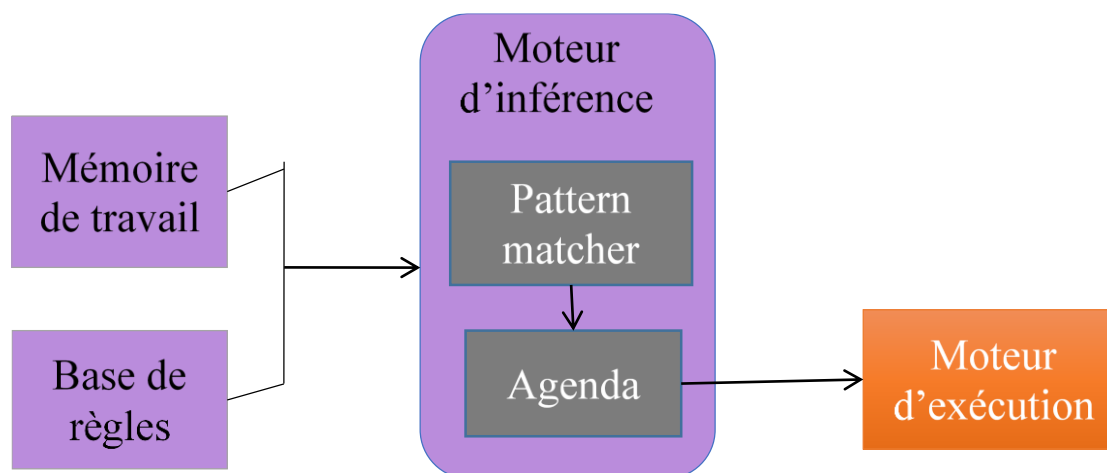 Moteur
d’inférence
Mémoire
de travail
Pattern
matcher
Base de
règles
Agenda
Moteur
d’exécution